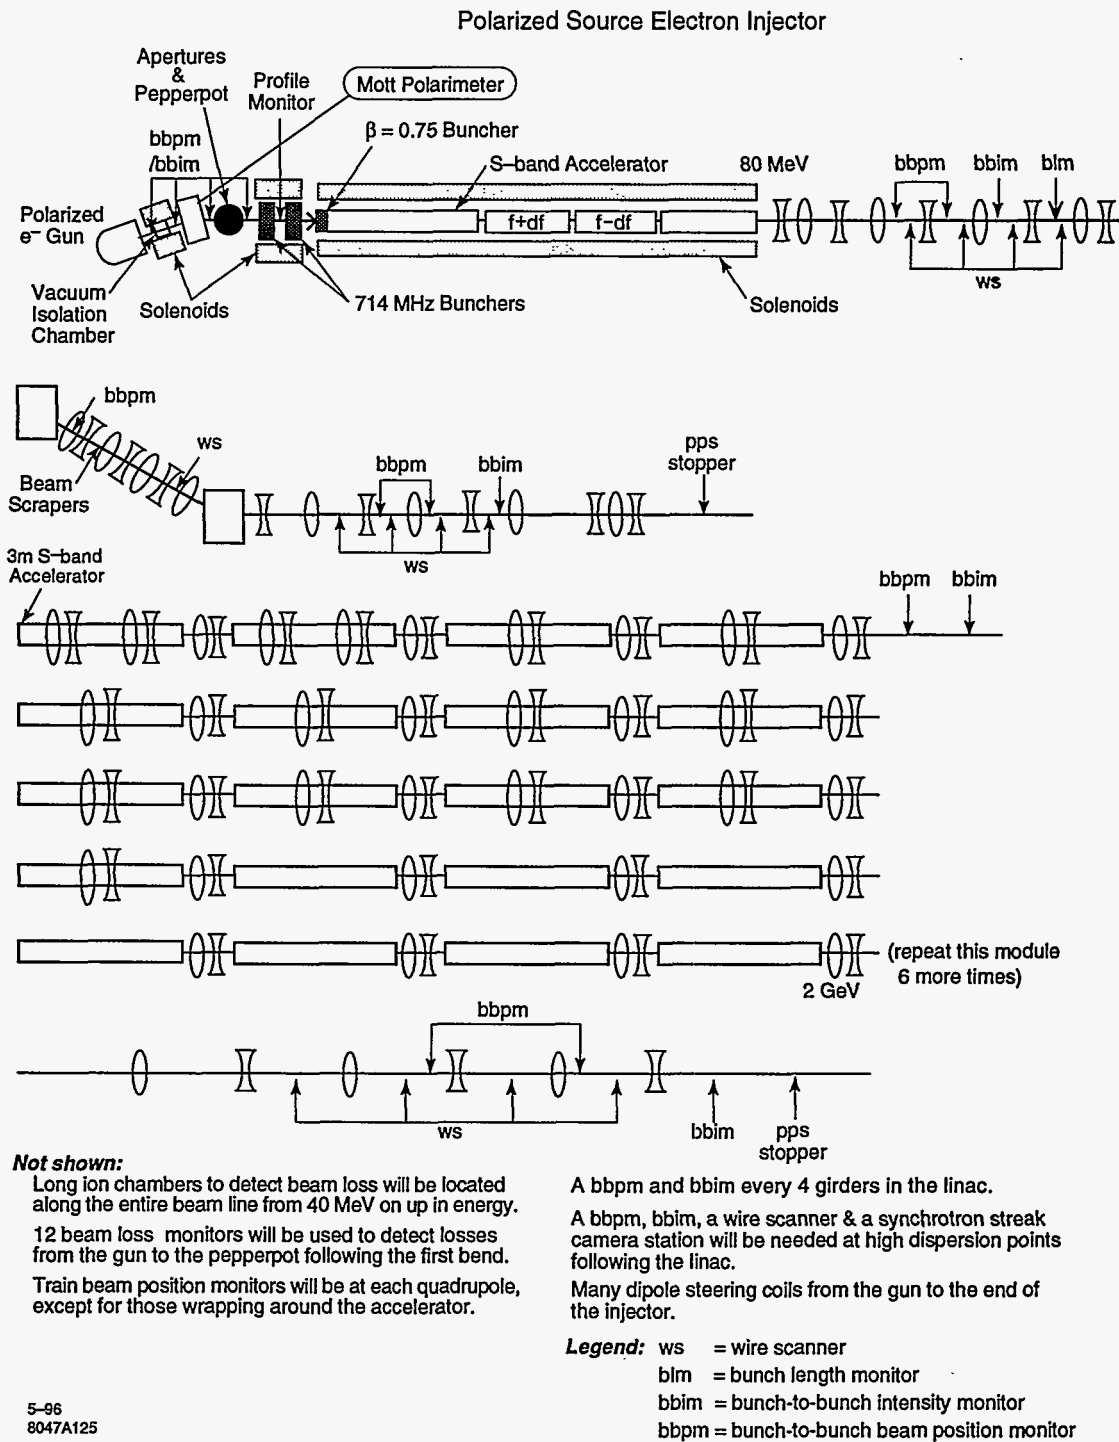 Polarized Source Electron Injector
Apertures
&
Pepperpot
Profile
Monitor
Mott Polarimeter
β = 0.75 Buncher
bbpm
/bbim
S–band Accelerator
80 MeV
bbpm
bbim
blm
Polarized
e– Gun
f+df
f–df
ws
Vacuum
Isolation
Chamber
Solenoids
714 MHz Bunchers
Solenoids
bbpm
ws
Beam
Scrapers
bbpm
bbim
pps
stopper
ws
3m S–band
Accelerator
bbpm
bbim
(repeat this module
6 more times)
2 GeV
bbpm
ws
bbim
pps
stopper
Not shown:
Long ion chambers to detect beam loss will be located
along the entire beam line from 40 MeV on up in energy.
12 beam loss monitors will be used to detect losses
from the gun to the pepperpot following the first bend.
Train beam position monitors will be at each quadrupole,
except for those wrapping around the accelerator.
A bbpm and bbim every 4 girders in the linac.
A bbpm, bbim, a wire scanner & a synchrotron streak
camera station will be needed at high dispersion points
following the linac.
Many dipole steering coils from the gun to the end of
the injector.
Legend: ws = wire scanner
blm = bunch length monitor
bbim = bunch-to-bunch intensity monitor
bbpm = bunch-to-bunch beam position monitor
5–96
8047A125